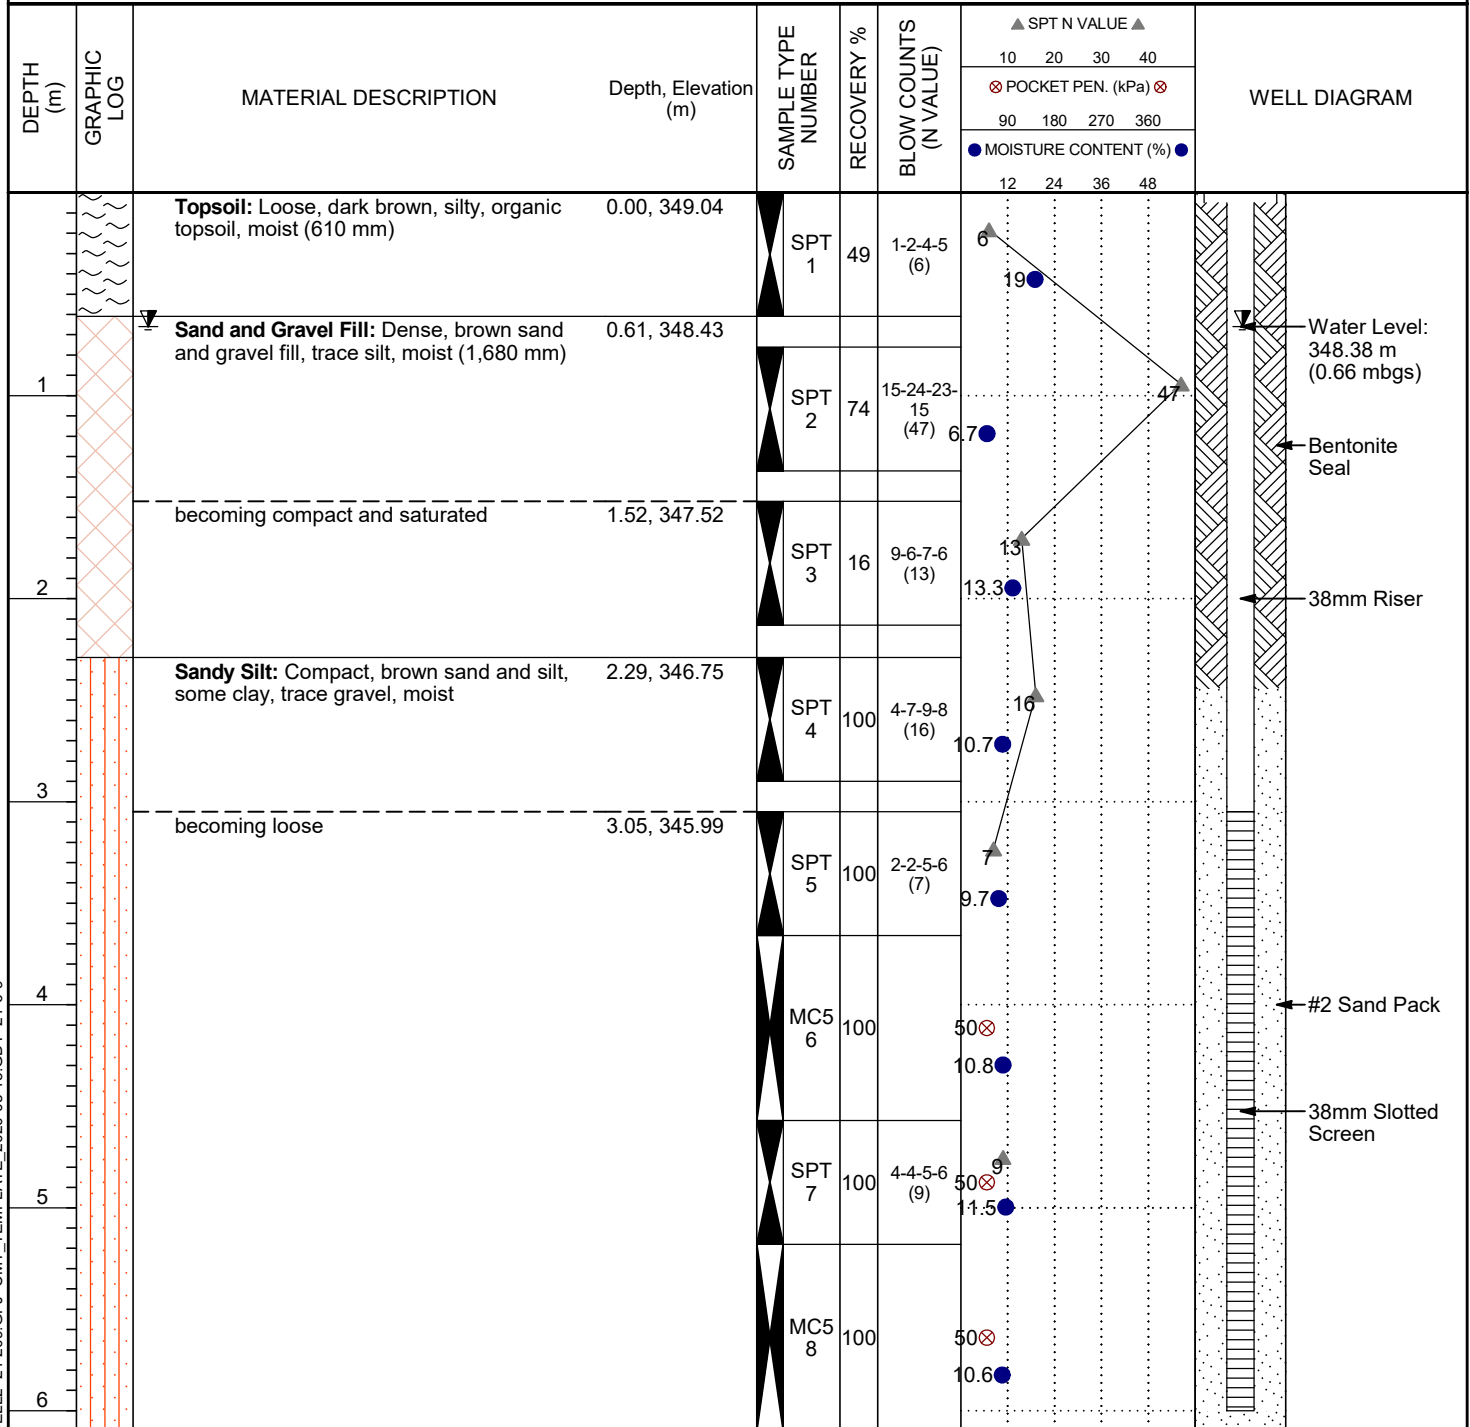 DEPTH
(m)
GRAPHIC
LOG
MATERIAL DESCRIPTION
Depth, Elevation
(m)
SAMPLE TYPE
NUMBER
RECOVERY %
BLOW COUNTS
(N VALUE)
SPT N VALUE
10 20 30 40
POCKET PEN. (kPa)
90 180 270 360
MOISTURE CONTENT (%)
12 24 36 48
WELL DIAGRAM
Topsoil: Loose, dark brown, silty, organic
topsoil, moist (610 mm)
0.00, 349.04
SPT
1
49
1-2-4-5
(6)
6
19
Sand and Gravel Fill: Dense, brown sand
and gravel fill, trace silt, moist (1,680 mm)
0.61, 348.43
Water Level:
348.38 m
(0.66 mbgs)
1
SPT
2
74
15-24-23-
15
(47)
47
6.7
Bentonite
Seal
becoming compact and saturated
1.52, 347.52
SPT
3
16
9-6-7-6
(13)
13
13.3
2
38mm Riser
Sandy Silt: Compact, brown sand and silt,
some clay, trace gravel, moist
2.29, 346.75
SPT
4
100
4-7-9-8
(16)
16
10.7
3
becoming loose
3.05, 345.99
SPT
5
100
2-2-5-6
(7)
7
9.7
4
MC5
6
100
50
10.8
#2 Sand Pack
38mm Slotted
Screen
SPT
7
100
4-4-5-6
(9)
9
50
11.5
5
MC5
8
100
50
10.6
6